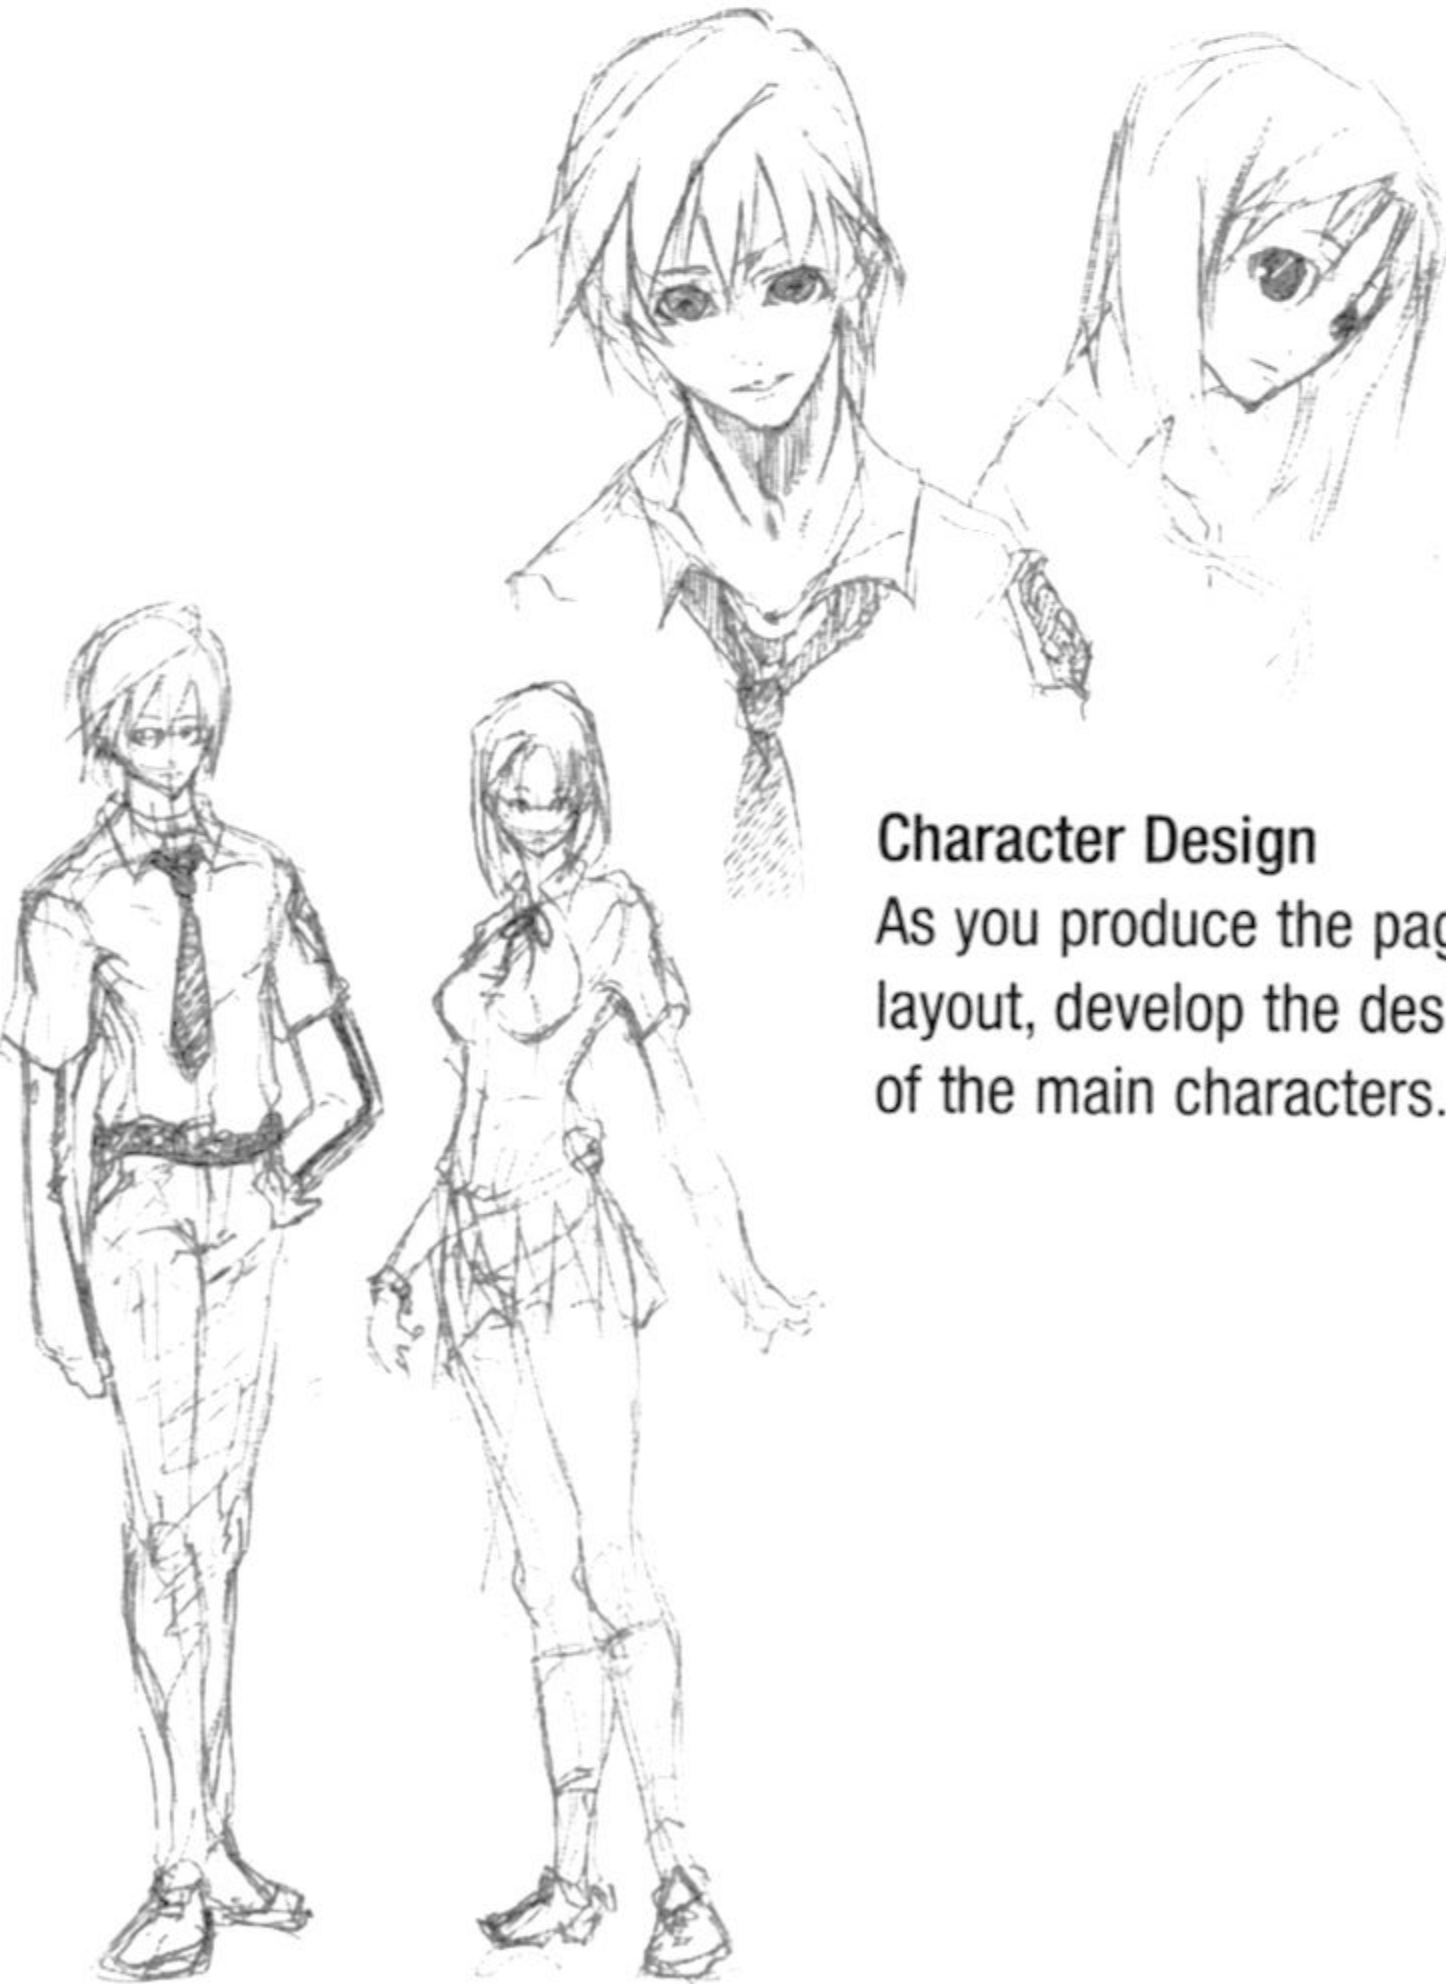 Character Design
As you produce the pag
layout, develop the des
of the main characters.